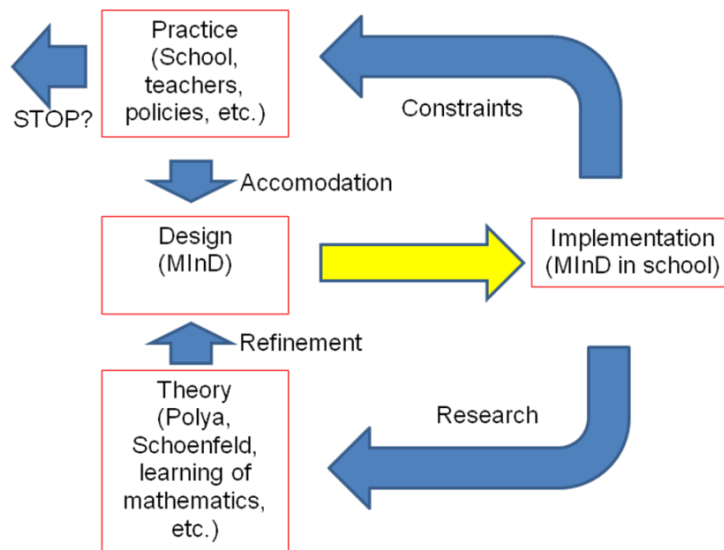 Practice
(School,
teachers,
policies, etc.)
STOP?
Constraints
Accomodation
Design
(MInD)
Implementation
(MInD in school)
Refinement
Theory
(Polya,
Schoenfeld,
learning of
mathematics,
etc.)
Research